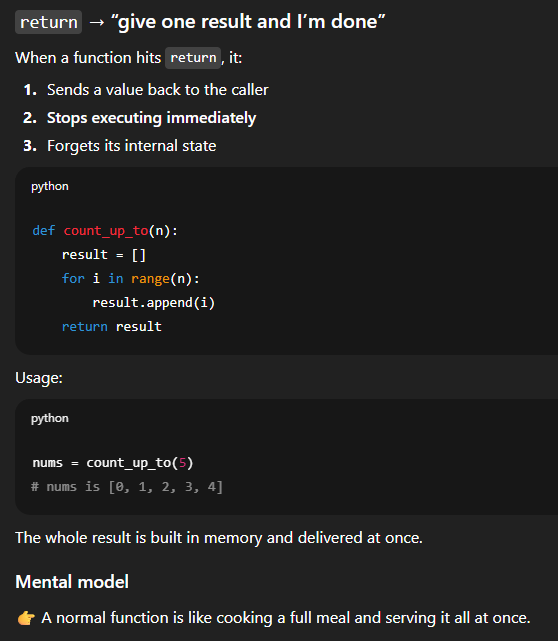 return → “give one result and I’m done”
When a function hits return, it:
1. Sends a value back to the caller
2. Stops executing immediately
3. Forgets its internal state
python
def count_up_to(n):
    result = []
    for i in range(n):
        result.append(i)
    return result
Usage:
python
nums = count_up_to(5)
# nums is [0, 1, 2, 3, 4]
The whole result is built in memory and delivered at once.
Mental model
👉 A normal function is like cooking a full meal and serving it all at once.